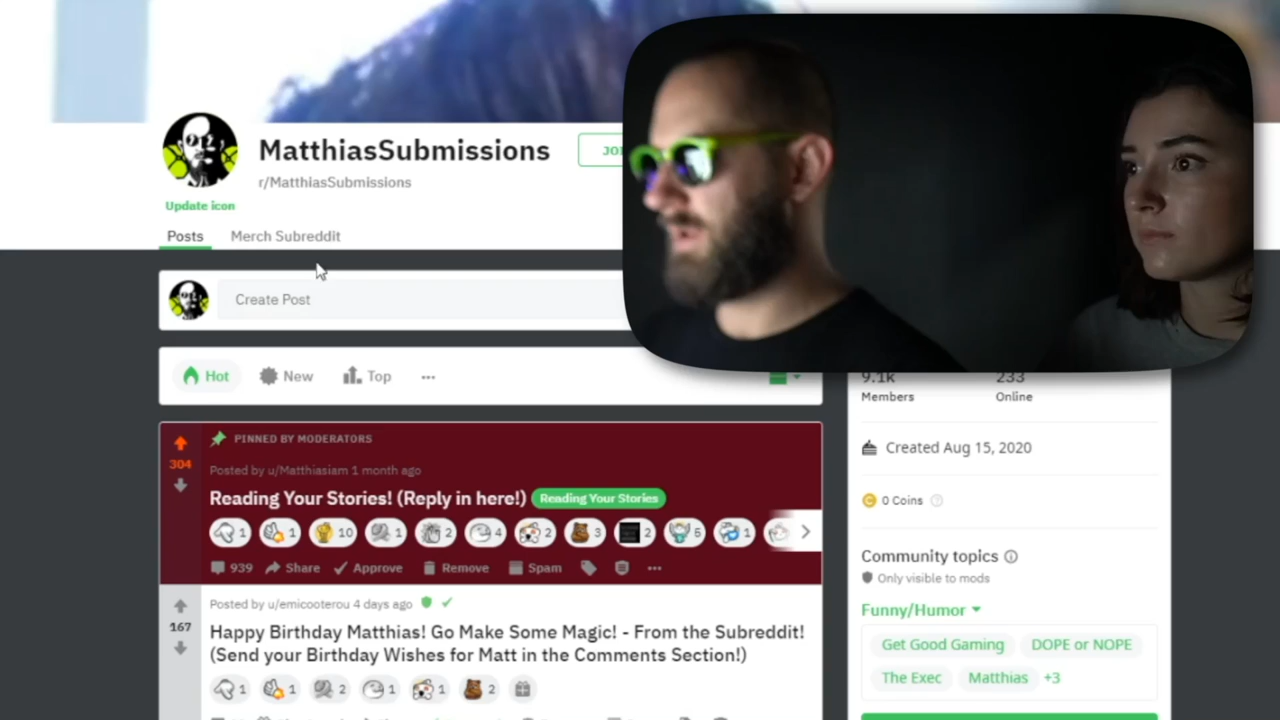 MatthiasSubmissions
r/MatthiasSubmissions
Update icon
Posts Merch Subreddit
Create Post
Hot New Top
PINNED BY MODERATORS
304
Posted by u/Matthiasiam 1 month ago
Reading Your Stories! (Reply in here!) Reading Your Stories
1 1 10 1 2 4 2 3 2 5 1
939 Share Approve Remove Spam
Posted by u/emicooterou 4 days ago
167
Happy Birthday Matthias! Go Make Some Magic! - From the Subreddit!
(Send your Birthday Wishes for Matt in the Comments Section!)
1 1 2 1 1 2
9.1k 233
Members Online
Created Aug 15, 2020
0 Coins
Community topics
Only visible to mods
Funny/Humor
Get Good Gaming DOPE or NOPE
The Exec Matthias +3